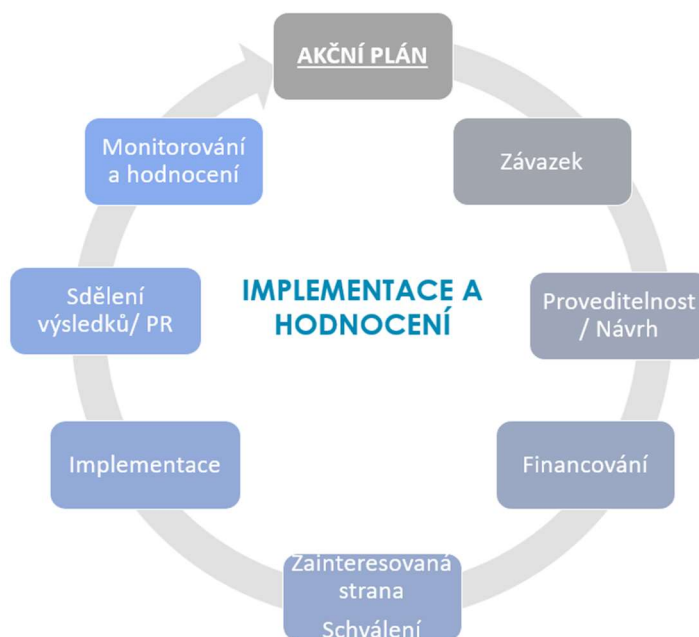 AKČNÍ PLÁN
Závazek
Proveditelnost
/ Návrh
Financování
Zainteresovaná
strana
Schválení
Implementace
Sdělení
výsledků/ PR
Monitorování
a hodnocení
IMPLEMENTACE A
HODNOCENÍ